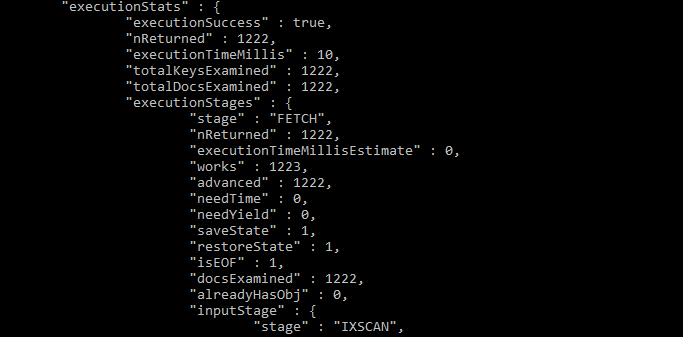 "executionStats" : {
"executionSuccess" : true,
"nReturned" : 1222,
"executionTimeMillis" : 10,
"totalKeysExamined" : 1222,
"totalDocsExamined" : 1222,
"executionStages" : {
"stage" : "FETCH",
"nReturned" : 1222,
"executionTimeMillisEstimate" : 0,
"works" : 1223,
"advanced" : 1222,
"needTime" : 0,
"needYield" : 0,
"saveState" : 1,
"restoreState" : 1,
"isEOF" : 1,
"docsExamined" : 1222,
"alreadyHasObj" : 0,
"inputStage" : {
"stage" : "IXSCAN",